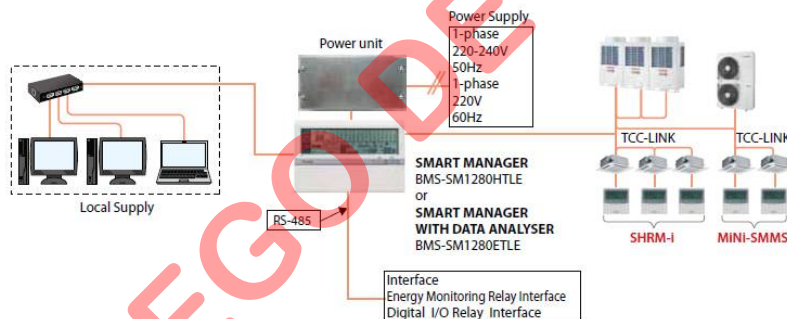 Power Supply
1-phase
220-240V
50Hz
1-phase
220V
60Hz
Power unit
TCC-LINK
TCC-LINK
SMART MANAGER
BMS-SM1280HTLE
or
SMART MANAGER
WITH DATA ANALYSER
BMS-SM1280ETLE
Local Supply
RS-485
SHRM-i
MiNi-SMMS
Interface
Energy Monitoring Relay Interface
Digital I/O Relay Interface
EGO DE